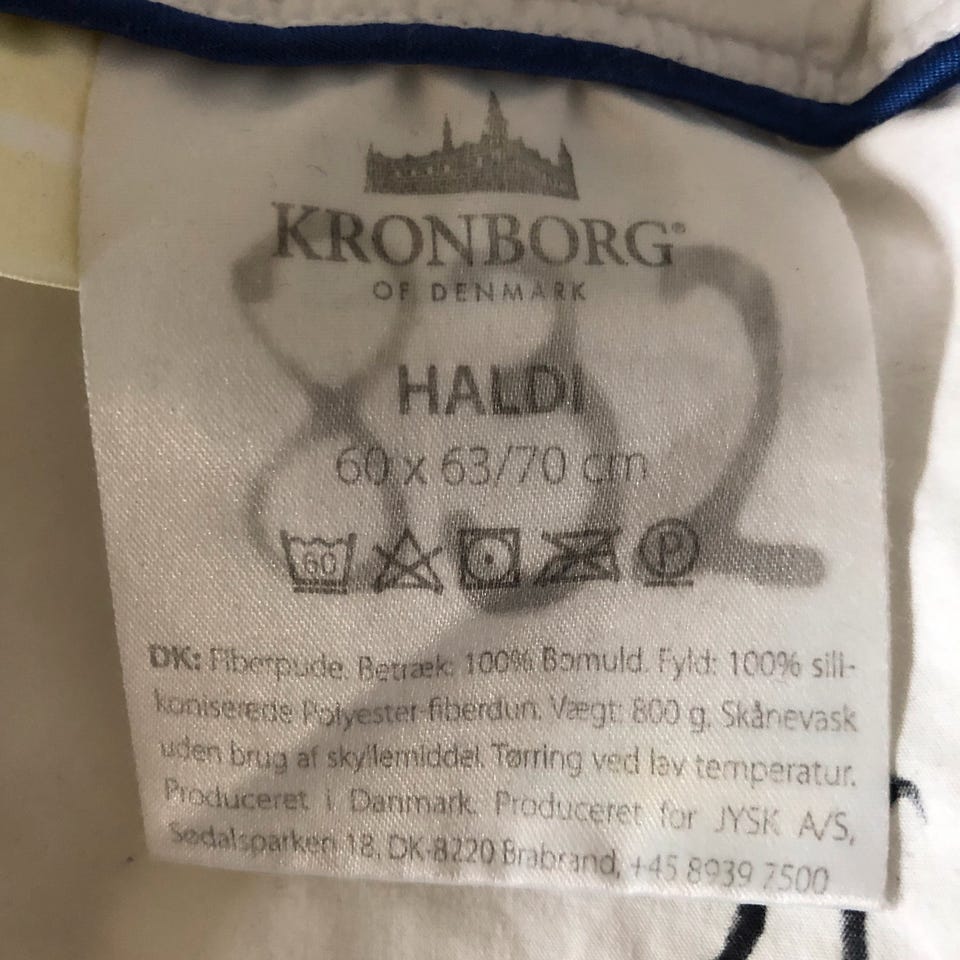 KRONBORG®
OF DENMARK
HALDI
60 x 63/70 cm
60 P
DK: Fiberpude. Betræk: 100% Bomuld. Fyld: 100% sili-
koniserede Polyester fiberdun. Vægt: 800 g. Skånevask
uden brug af skyllemiddel. Tørring ved lav temperatur.
Produceret i Danmark. Produceret for JYSK A/S,
Sødalsparken 18, DK-8220 Brabrand, +45 8939 7500